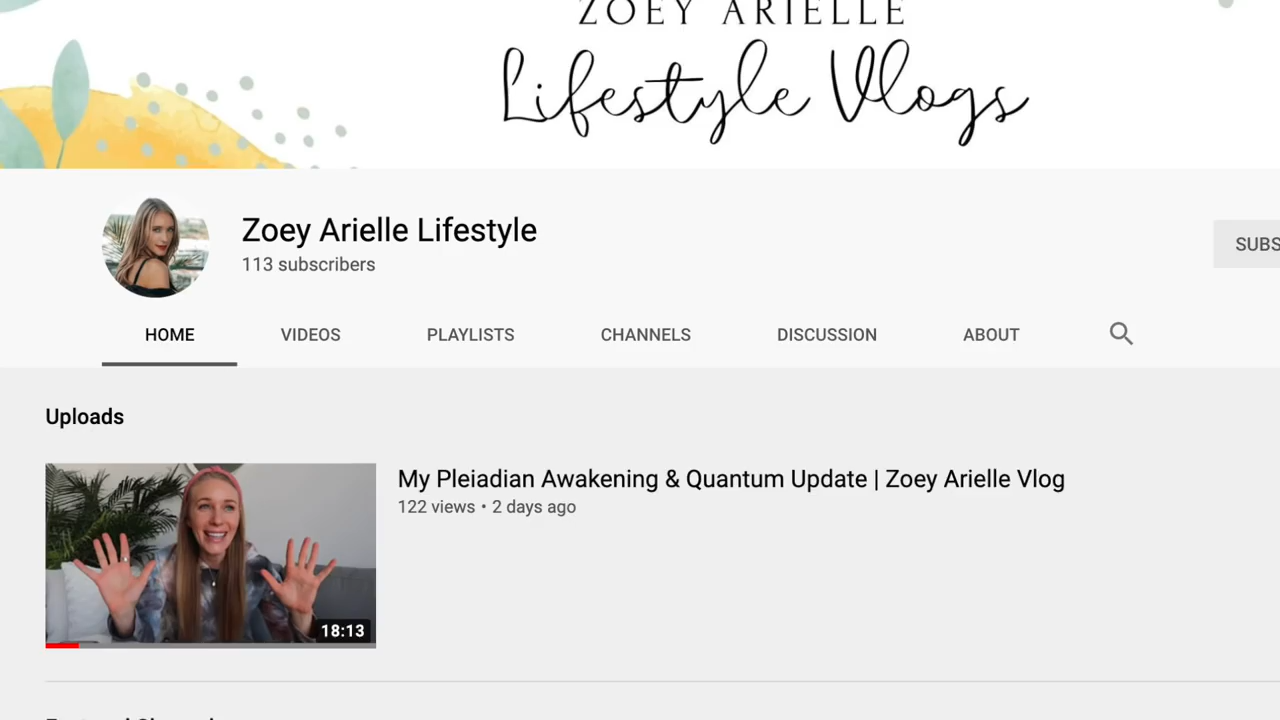 ZOEY ARIELLE
Lifestyle Vlogs
Zoey Arielle Lifestyle
113 subscribers
SUBS
HOME VIDEOS PLAYLISTS CHANNELS DISCUSSION ABOUT
Uploads
My Pleiadian Awakening & Quantum Update | Zoey Arielle Vlog
122 views • 2 days ago
18:13